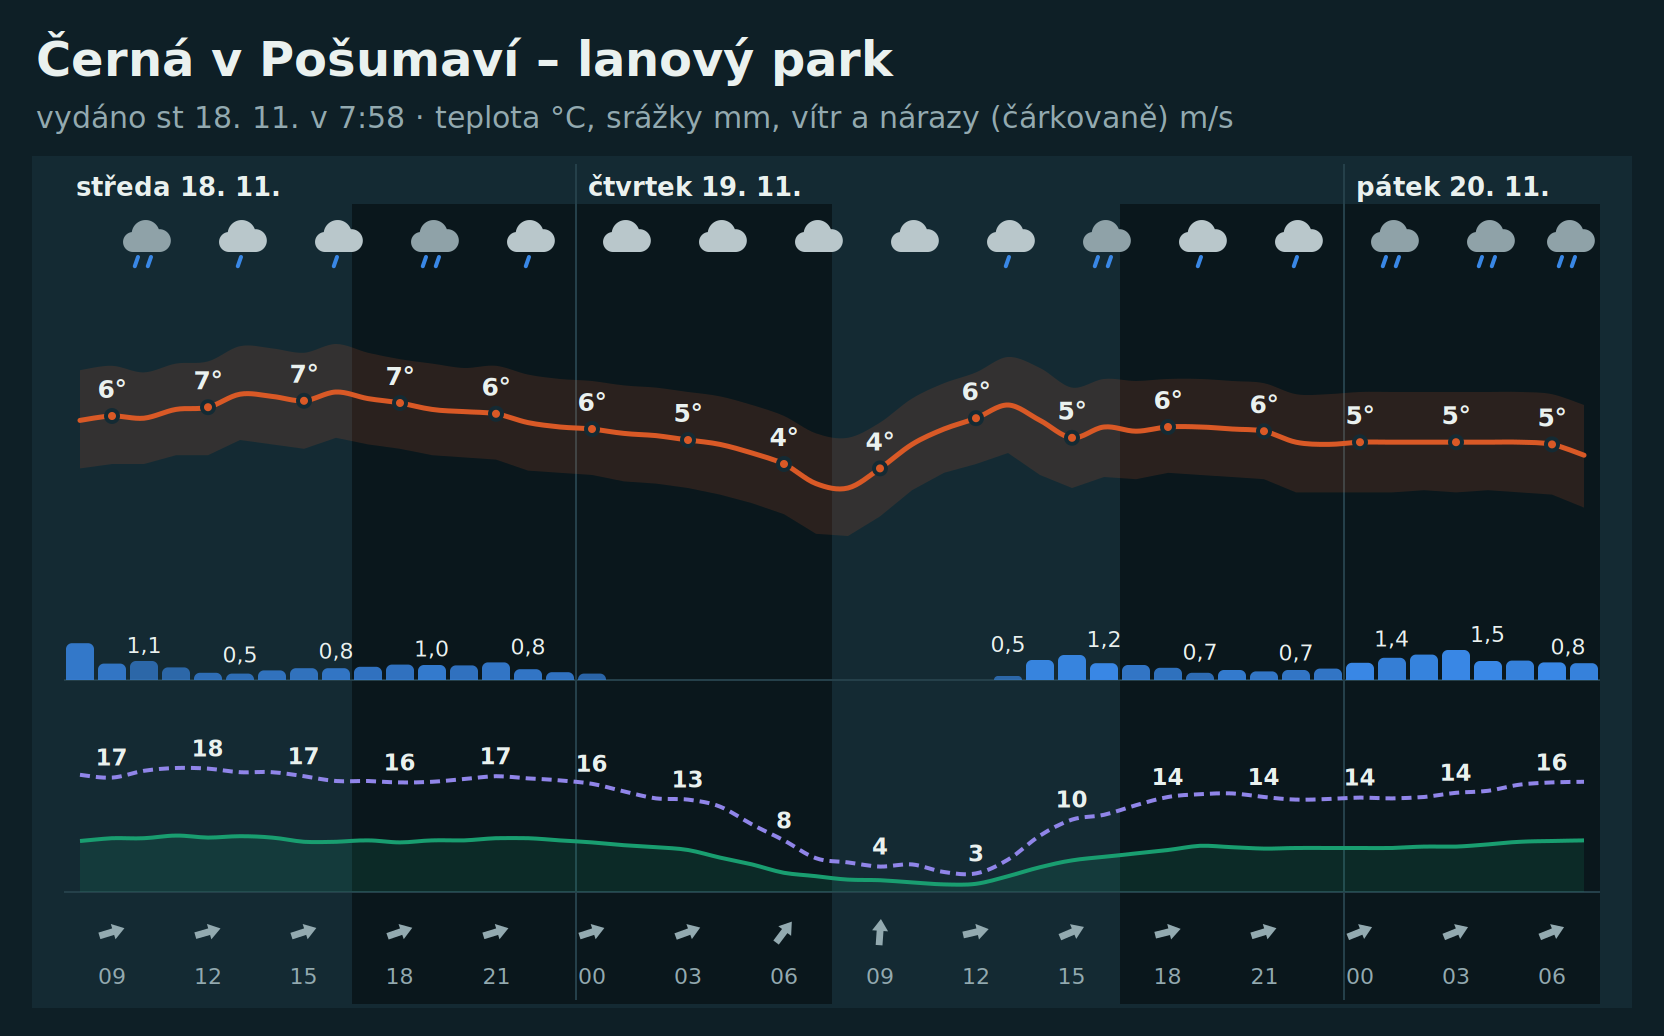 Černá v Pošumaví – lanový park
vydáno st 18. 11. v 7:58 · teplota °C, srážky mm, vítr a nárazy (čárkovaně) m/s
středa 18. 11. čtvrtek 19. 11. pátek 20. 11.
6° 7° 7° 7° 6° 6° 5° 4° 4° 6° 5° 6° 6° 5° 5° 5°
1,1 0,5 0,8 1,0 0,8 0,5 1,2 0,7 0,7 1,4 1,5 0,8
17 18 17 16 17 16 13 8 4 3 10 14 14 14 14 16
09 12 15 18 21 00 03 06 09 12 15 18 21 00 03 06